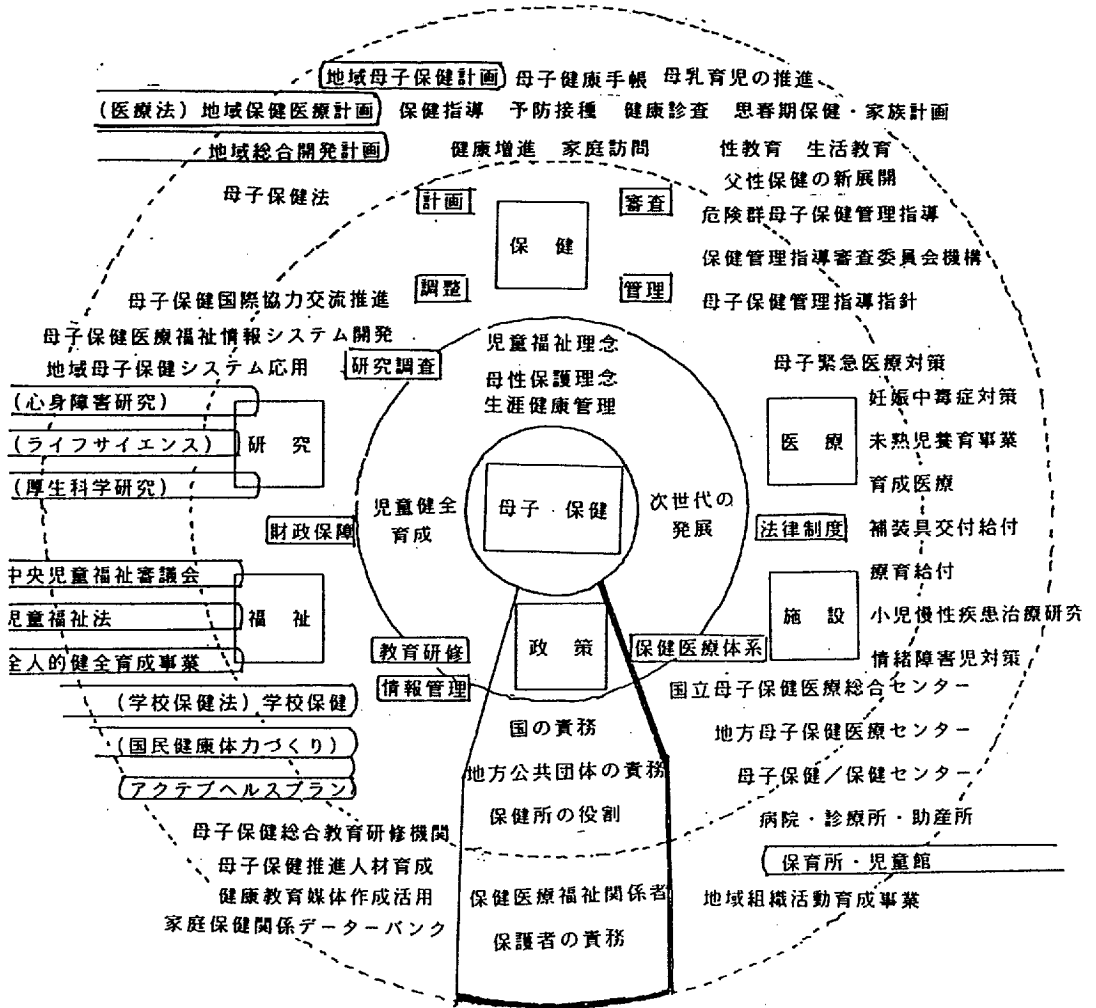 地域母子保健計画 母子健康手帳 母乳育児の推進
(医療法)地域保健医療計画 保健指導 予防接種 健康診査 思春期保健・家族計画
地域総合開発計画 健康増進 家庭訪問 性教育 生活教育
母子保健法 計画 審査 父性保健の新展開
保健 危険群母子保健管理指導
保健管理指導審査委員会機構
調整 管理 母子保健管理指導指針
母子保健国際協力交流推進
母子保健医療福祉情報システム開発
地域母子保健システム応用 研究調査
児童福祉理念
母性保護理念
生涯健康管理
母子緊急医療対策
(心身障害研究)
(ライフサイエンス)
(厚生科学研究)
研究
医療
妊娠中毒症対策
未熟児養育事業
育成医療
財政保障 児童健全
育成
母子・保健
次世代の
発展
法律制度 補装具交付給付
中央児童福祉審議会
児童福祉法
全人的健全育成事業
福祉
政策
施設
療育給付
小児慢性疾患治療研究
情緒障害児対策
教育研修
情報管理
保健医療体系
国立母子保健医療総合センター
(学校保健法)学校保健
(国民健康体力づくり)
アクテブヘルスプラン
国の責務
地方公共団体の責務
保健所の役割
地方母子保健医療センター
母子保健/保健センター
病院・診療所・助産所
保育所・児童館
母子保健総合教育研修機関
母子保健推進人材育成
健康教育媒体作成活用
家庭保健関係データーバンク
保健医療福祉関係者
保護者の責務
地域組織活動育成事業